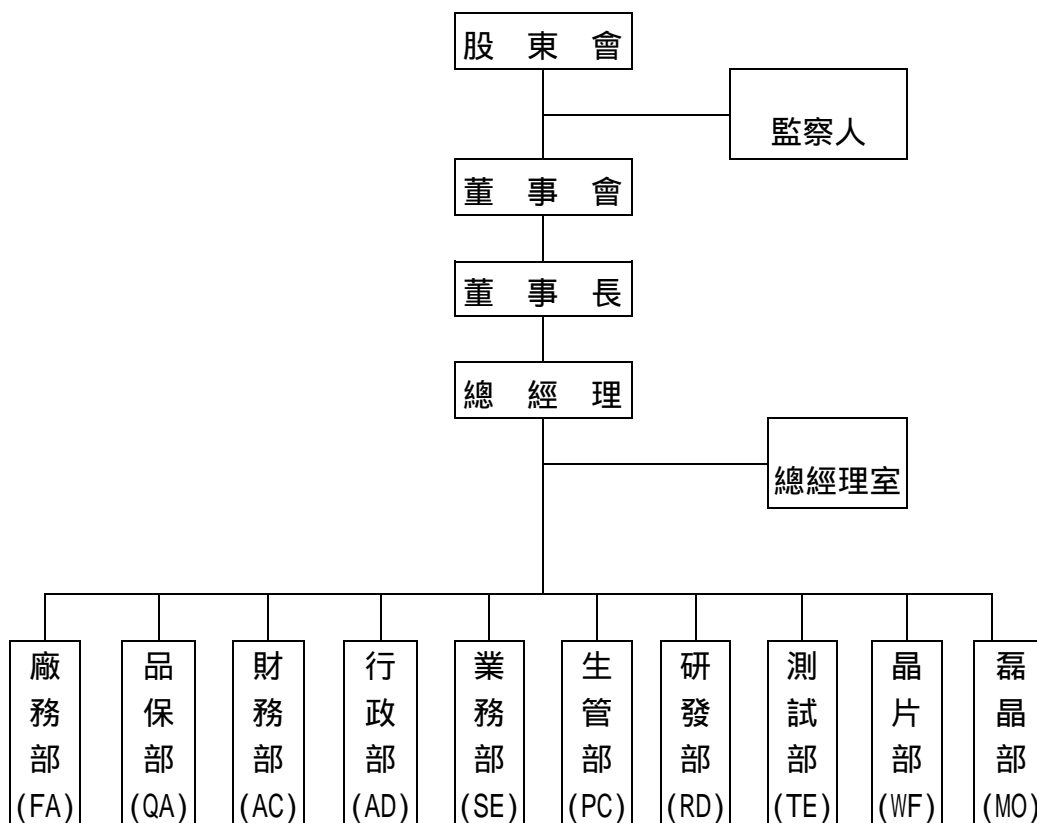 股東會
監察人
董事會
董事長
總經理
總經理室
廠務部(FA)
品保部(QA)
財務部(AC)
行政部(AD)
業務部(SE)
生管部(PC)
研發部(RD)
測試部(TE)
晶片部(WF)
磊晶部(MO)